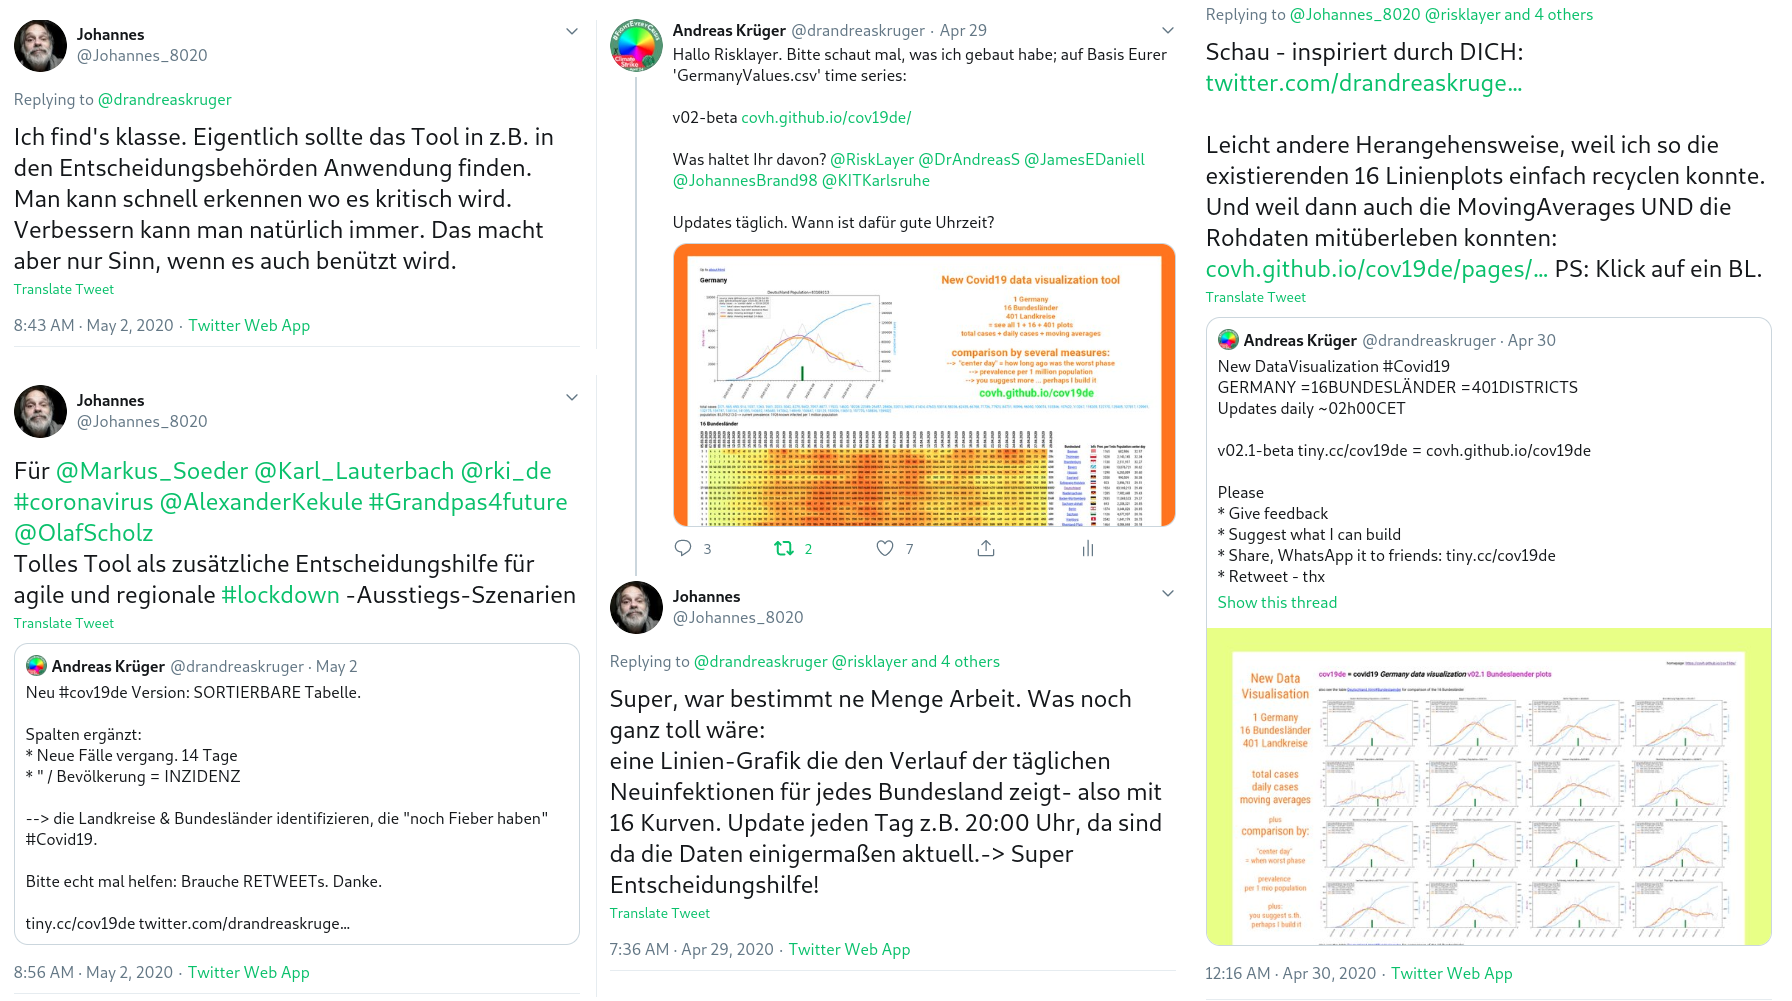 Johannes
@Johannes_8020
Replying to @drandreaskruger
Ich find's klasse. Eigentlich sollte das Tool in z.B. in
den Entscheidungsbehörden Anwendung finden.
Man kann schnell erkennen wo es kritisch wird.
Verbessern kann man natürlich immer. Das macht
aber nur Sinn, wenn es auch benützt wird.
Translate Tweet
8:43 AM · May 2, 2020 · Twitter Web App
Johannes
@Johannes_8020
Für @Markus_Soeder @Karl_Lauterbach @rki_de
#coronavirus @AlexanderKekule #Grandpas4future
@OlafScholz
Tolles Tool als zusätzliche Entscheidungshilfe für
agile und regionale #lockdown -Ausstiegs-Szenarien
Translate Tweet
Andreas Krüger @drandreaskruger · May 2
Neu #cov19de Version: SORTIERBARE Tabelle.
Spalten ergänzt:
* Neue Fälle vergang. 14 Tage
* " / Bevölkerung = INZIDENZ
--> die Landkreise & Bundesländer identifizieren, die "noch Fieber haben"
#Covid19.
Bitte echt mal helfen: Brauche RETWEETs. Danke.
tiny.cc/cov19de twitter.com/drandreaskruge...
8:56 AM · May 2, 2020 · Twitter Web App
Andreas Krüger @drandreaskruger · Apr 29
Hallo Risklayer. Bitte schaut mal, was ich gebaut habe; auf Basis Eurer
'GermanyValues.csv' time series:
v02-beta covh.github.io/cov19de/
Was haltet Ihr davon? @RiskLayer @DrAndreasS @JamesEDaniell
@JohannesBrand98 @KITKarlsruhe
Updates täglich. Wann ist dafür gute Uhrzeit?
Germany
New Covid19 data visualization tool
1 Germany
16 Bundesländer
401 Landkreise
= see all 1 + 16 + 401 plots
total cases + daily cases + moving averages
comparison by several measures:
--> "center day" = how long ago was the worst phase
--> prevalence per 1 million population
--> you suggest more ... perhaps I build it
covh.github.io/cov19de
16 Bundesländer
3 2 7
Johannes
@Johannes_8020
Replying to @drandreaskruger @risklayer and 4 others
Super, war bestimmt ne Menge Arbeit. Was noch
ganz toll wäre:
eine Linien-Grafik die den Verlauf der täglichen
Neuinfektionen für jedes Bundesland zeigt- also mit
16 Kurven. Update jeden Tag z.B. 20:00 Uhr, da sind
da die Daten einigermaßen aktuell.-> Super
Entscheidungshilfe!
Translate Tweet
7:36 AM · Apr 29, 2020 · Twitter Web App
Replying to @Johannes_8020 @risklayer and 4 others
Schau - inspiriert durch DICH:
twitter.com/drandreaskruge...
Leicht andere Herangehensweise, weil ich so die
existierenden 16 Linienplots einfach recyclen konnte.
Und weil dann auch die MovingAverages UND die
Rohdaten mitüberleben konnten:
covh.github.io/cov19de/pages/... PS: Klick auf ein BL.
Translate Tweet
Andreas Krüger @drandreaskruger · Apr 30
New DataVisualization #Covid19
GERMANY =16BUNDESLÄNDER =401DISTRICTS
Updates daily ~02h00CET
v02.1-beta tiny.cc/cov19de = covh.github.io/cov19de
Please
* Give feedback
* Suggest what I can build
* Share, WhatsApp it to friends: tiny.cc/cov19de
* Retweet - thx
Show this thread
New Data
Visualisation
1 Germany
16 Bundesländer
401 Landkreise
total cases
daily cases
moving averages
plus
comparison by:
"center day"
= when worst phase
prevalence
per 1 mio population
plus:
you suggest s.th.
perhaps I build it
cov19de = covid19 Germany data visualization v02.1 Bundeslaender plots
12:16 AM · Apr 30, 2020 · Twitter Web App